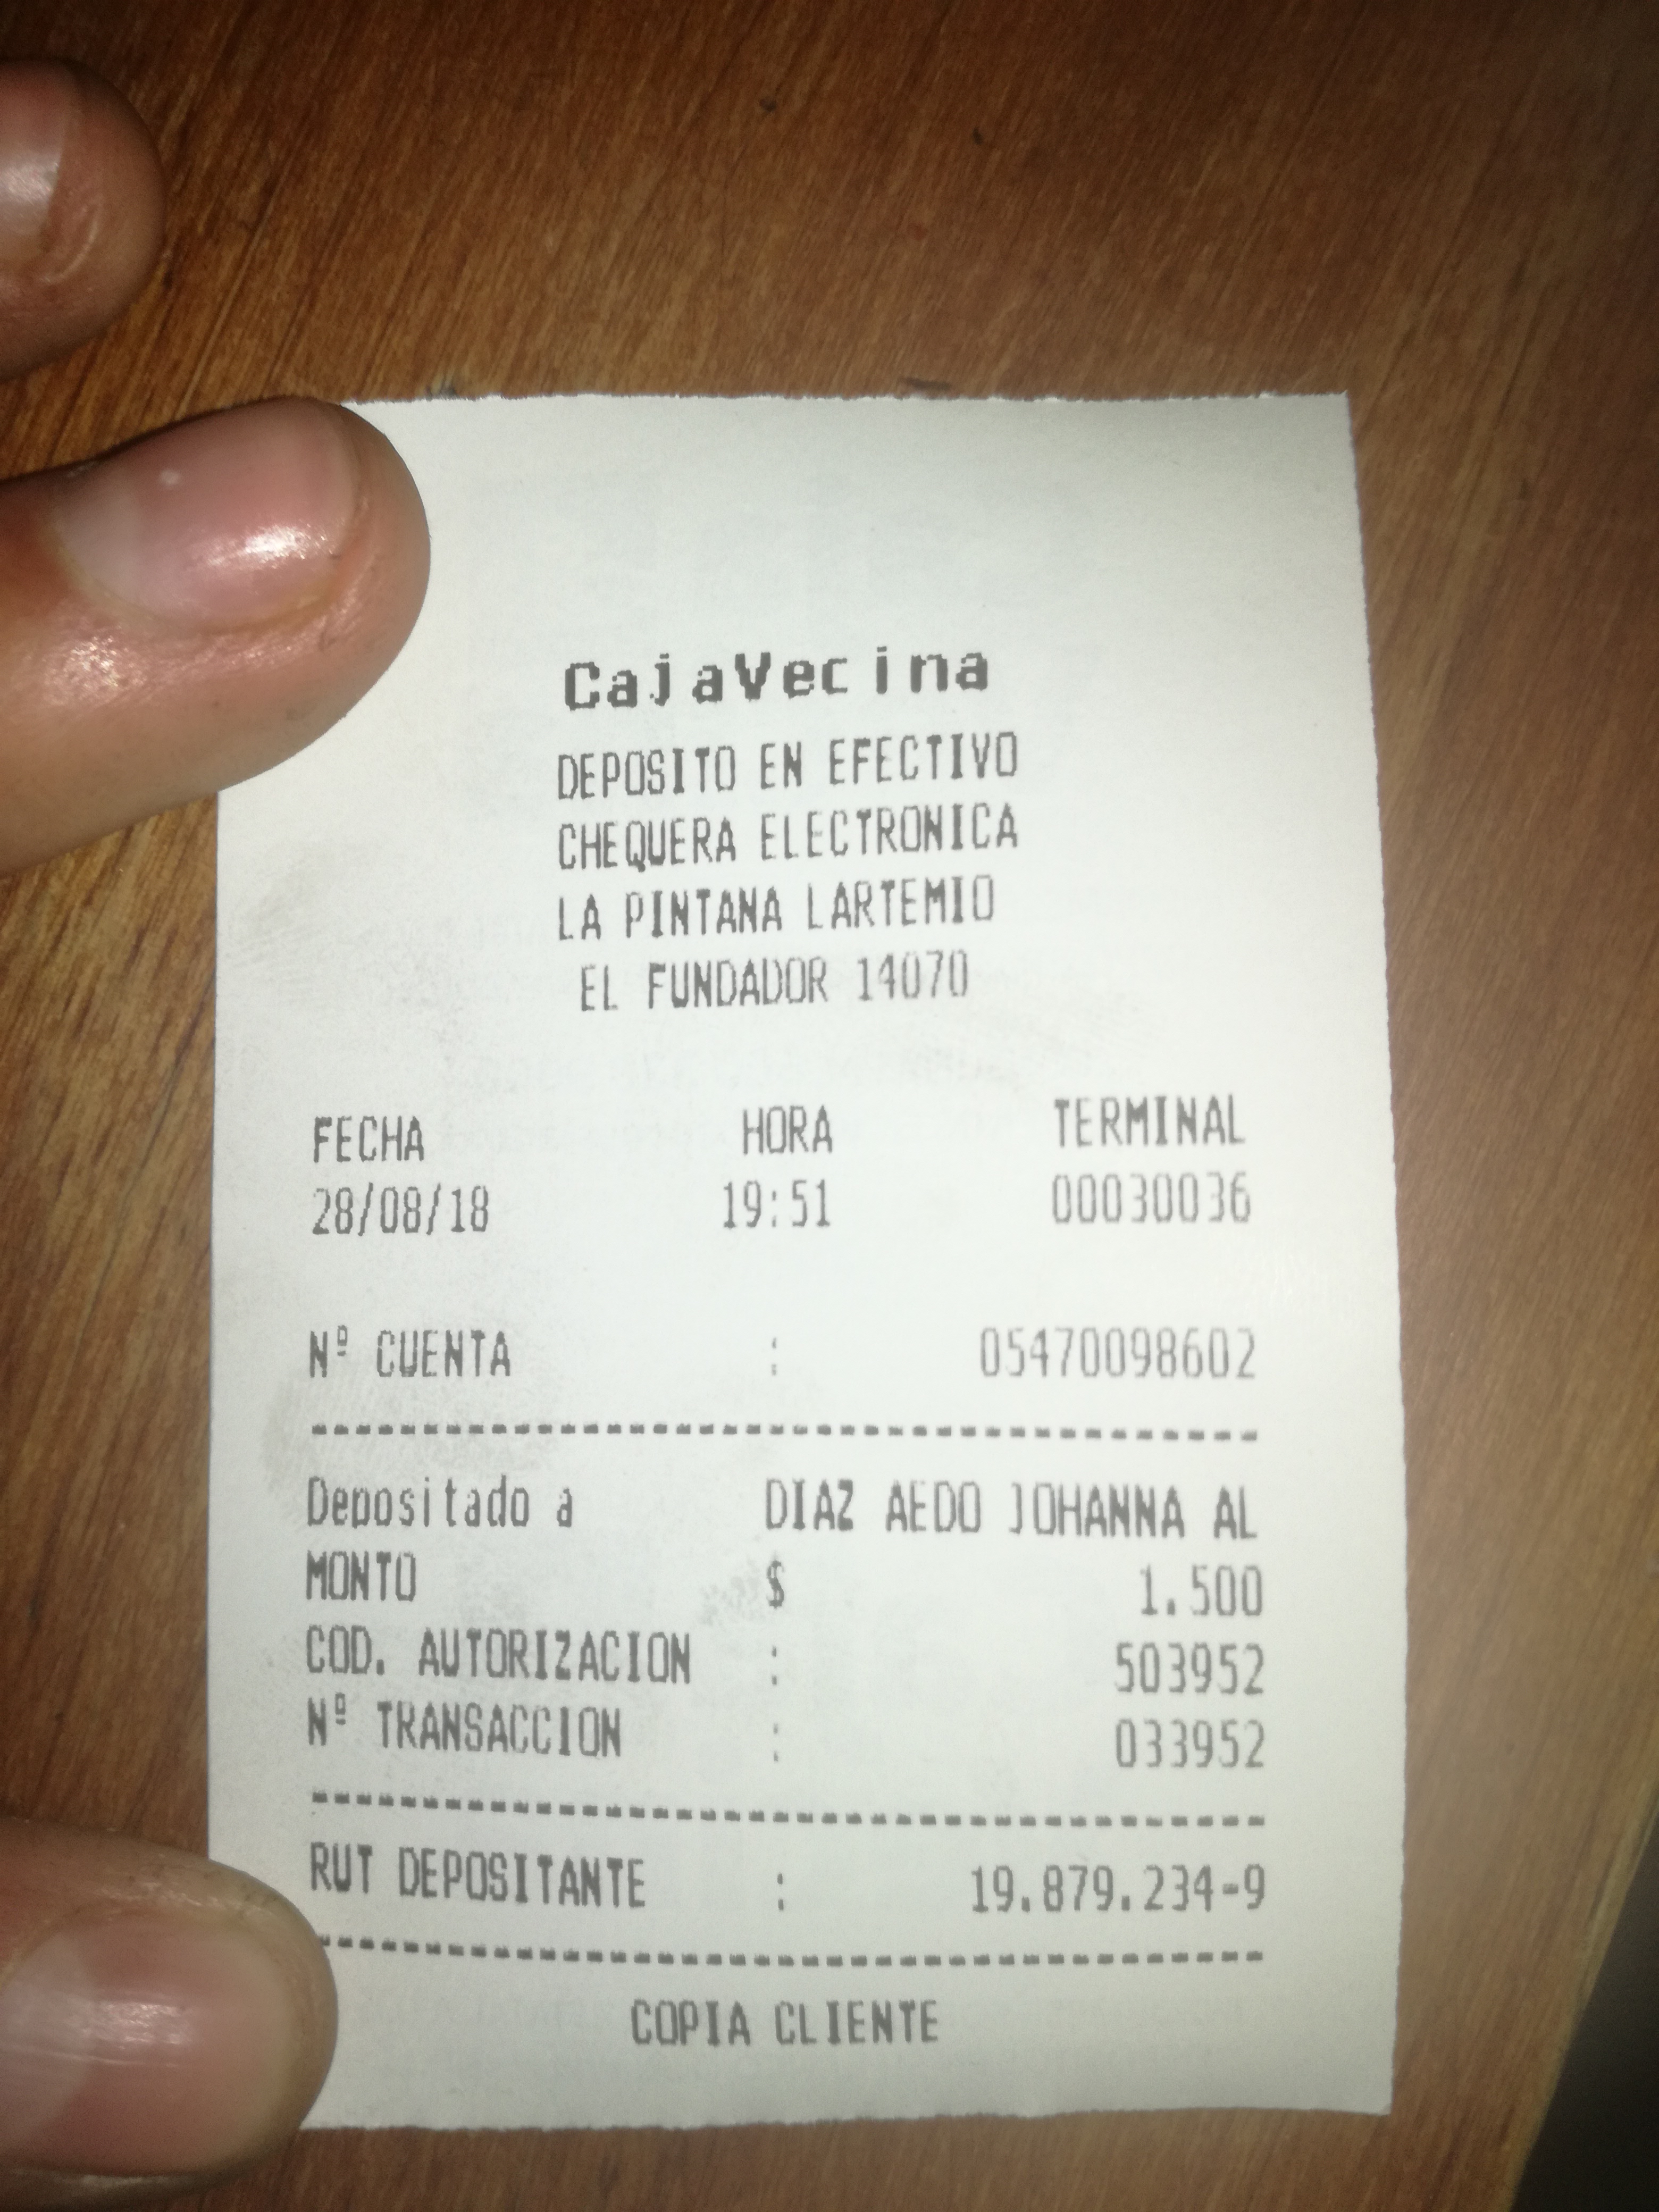 CajaVecina
DEPOSITO EN EFECTIVO
CHEQUERA ELECTRONICA
LA PINTANA LARTEMIO
EL FUNDADOR 14070
FECHA HORA TERMINAL
28/08/18 19:51 00030036
Nº CUENTA : 05470098602
Depositado a DIAZ AEDO JOHANNA AL
MONTO $ 1.500
COD. AUTORIZACION : 503952
Nº TRANSACCION : 033952
RUT DEPOSITANTE : 19.879.234-9
COPIA CLIENTE